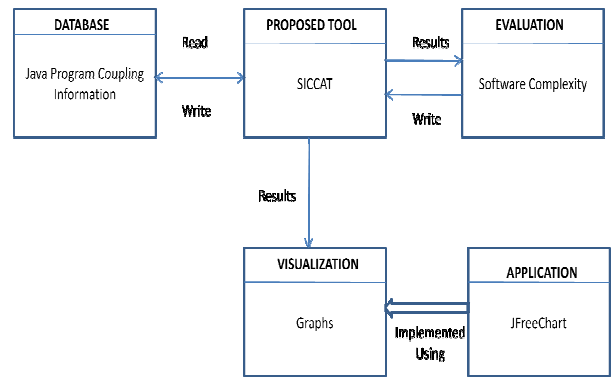 DATABASE
Java Program Coupling
Information
Read
Write
PROPOSED TOOL
SICCAT
Results
Write
EVALUATION
Software Complexity
Results
VISUALIZATION
Graphs
Implemented
Using
APPLICATION
JFreeChart